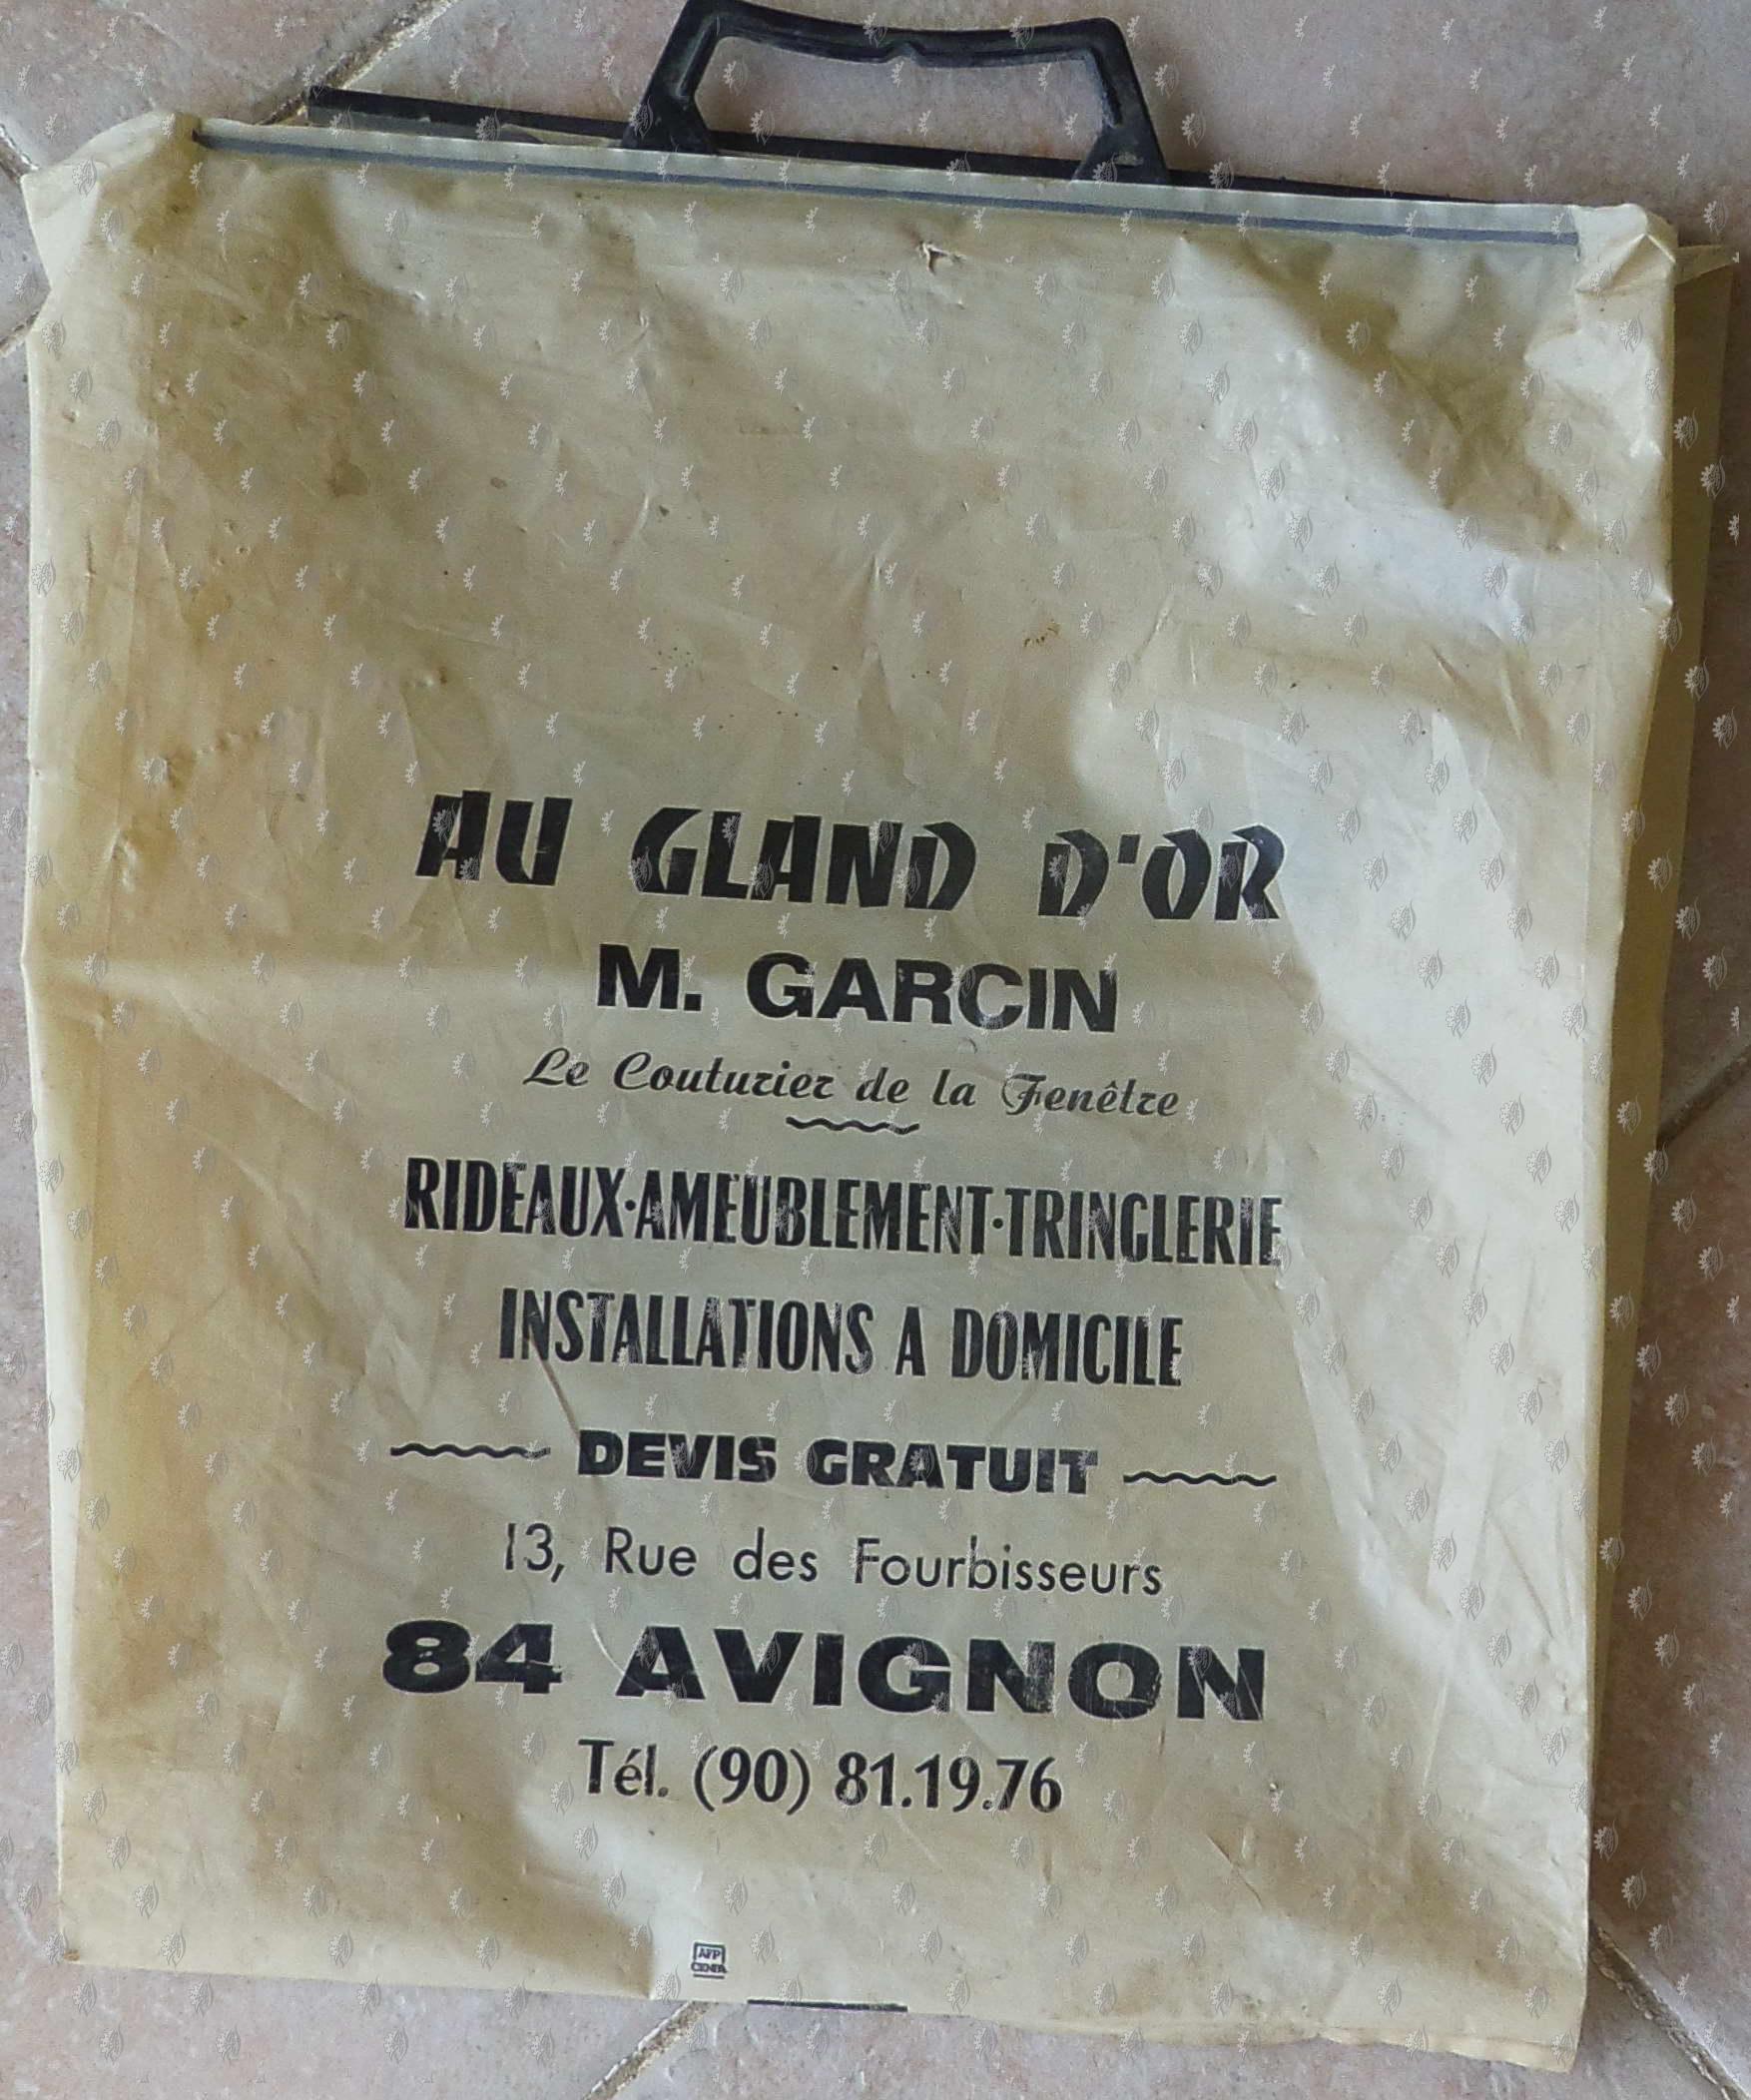 AU GLAND D'OR
M. GARCIN
Le Couturier de la Fenêtre
RIDEAUX·AMEUBLEMENT·TRINGLERIE
INSTALLATIONS A DOMICILE
DEVIS GRATUIT
13, Rue des Fourbisseurs
84 AVIGNON
Tél. (90) 81.19.76
AFP